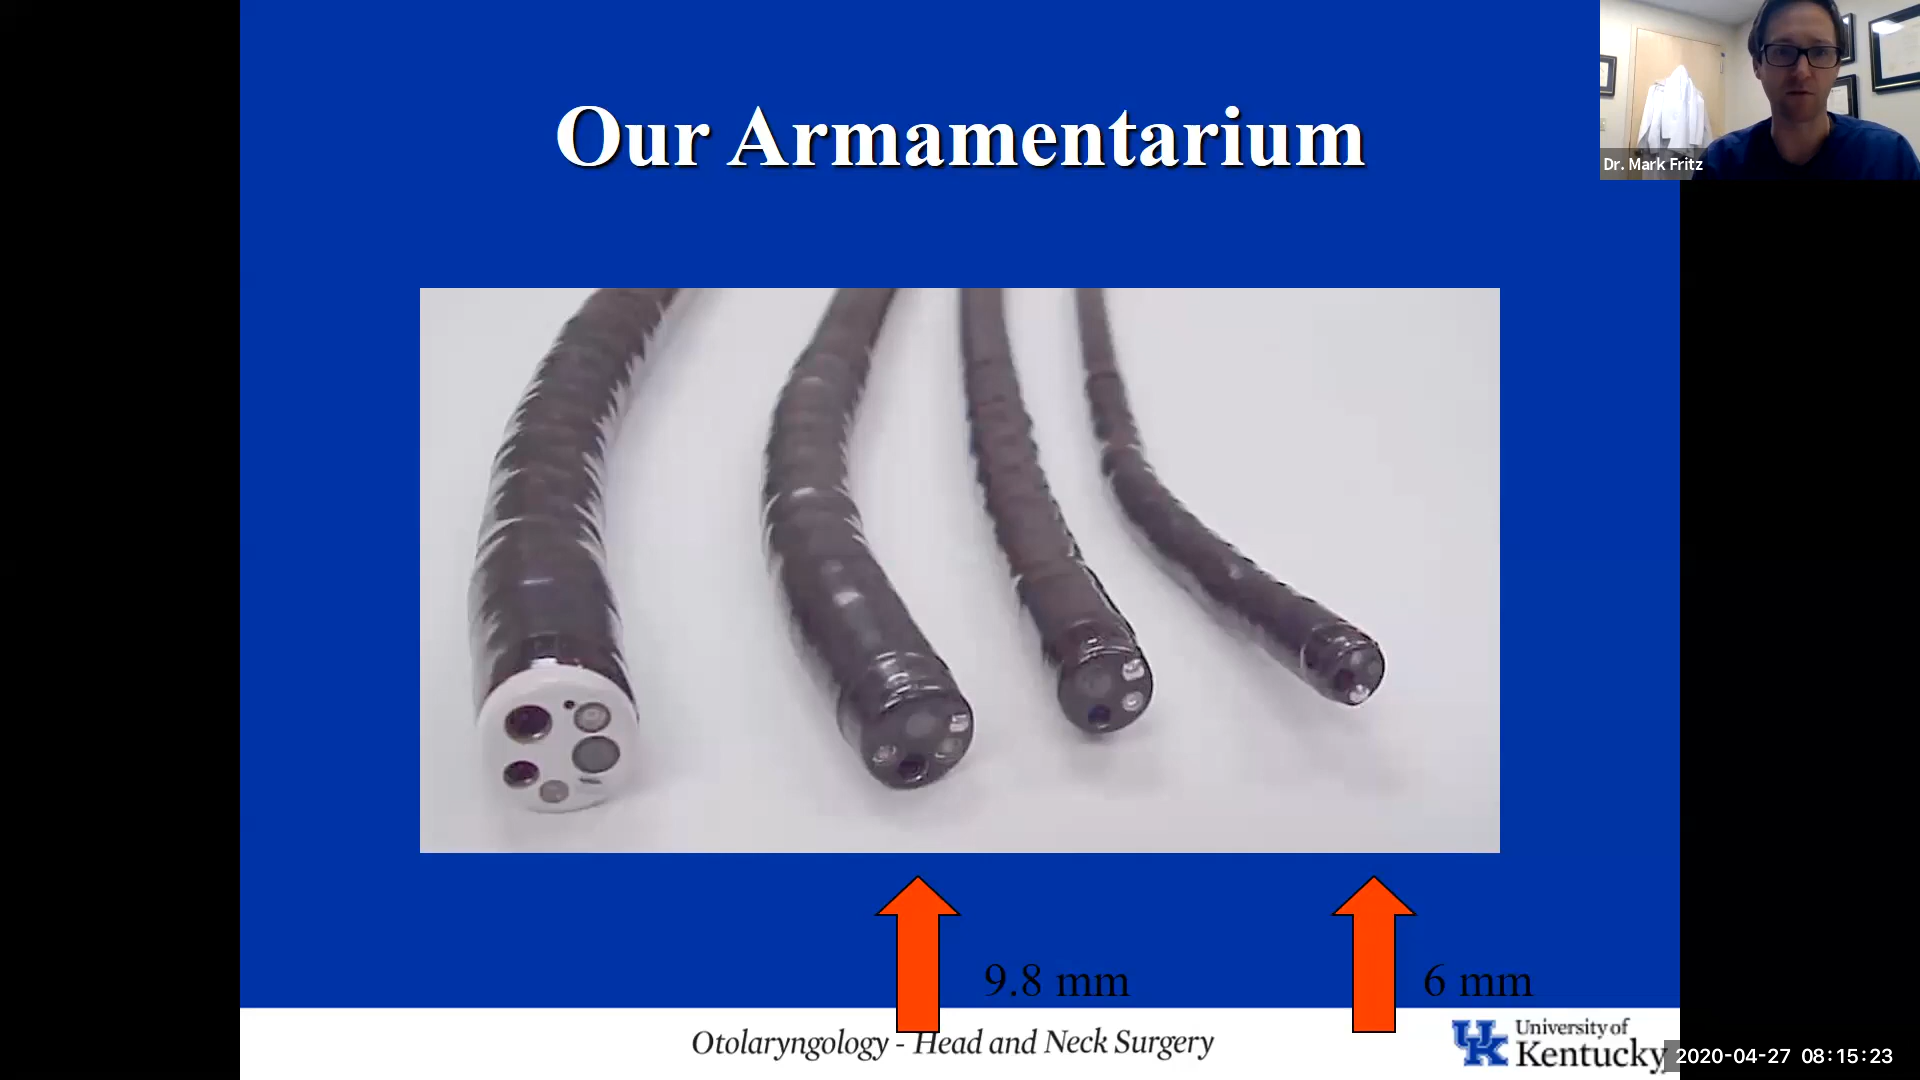 Our Armamentarium
Dr. Mark Fritz
9.8 mm
6 mm
Otolaryngology - Head and Neck Surgery
UK
University of
Kentucky
2020-04-27 08:15:23